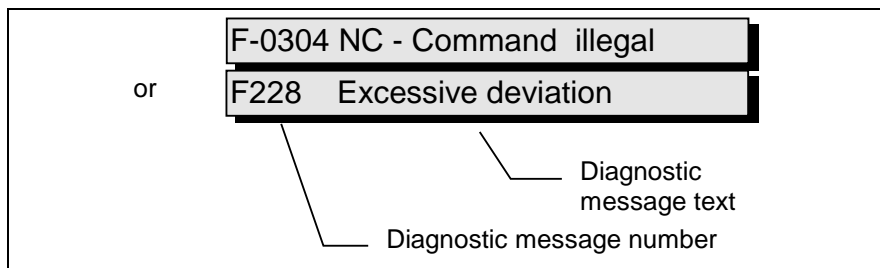 F-0304 NC - Command illegal
or
F228 Excessive deviation
Diagnostic
message text
Diagnostic message number